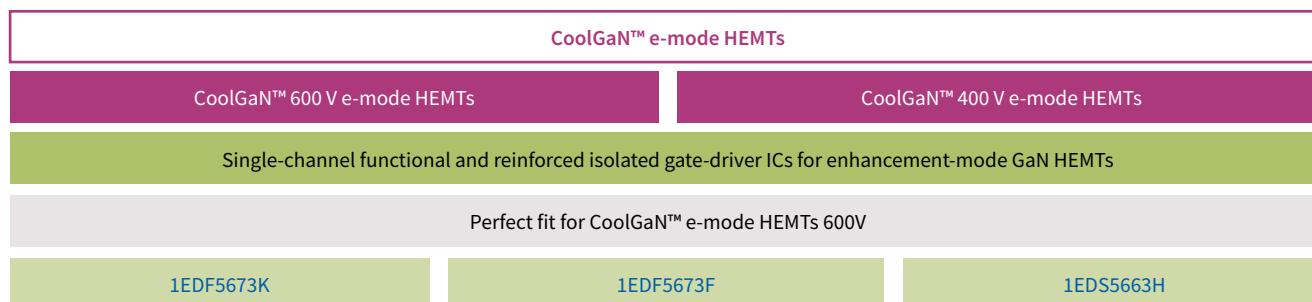 CoolGaN™ e-mode HEMTs
CoolGaN™ 600 V e-mode HEMTs
CoolGaN™ 400 V e-mode HEMTs
Single-channel functional and reinforced isolated gate-driver ICs for enhancement-mode GaN HEMTs
Perfect fit for CoolGaN™ e-mode HEMTs 600V
1EDF5673K
1EDF5673F
1EDS5663H